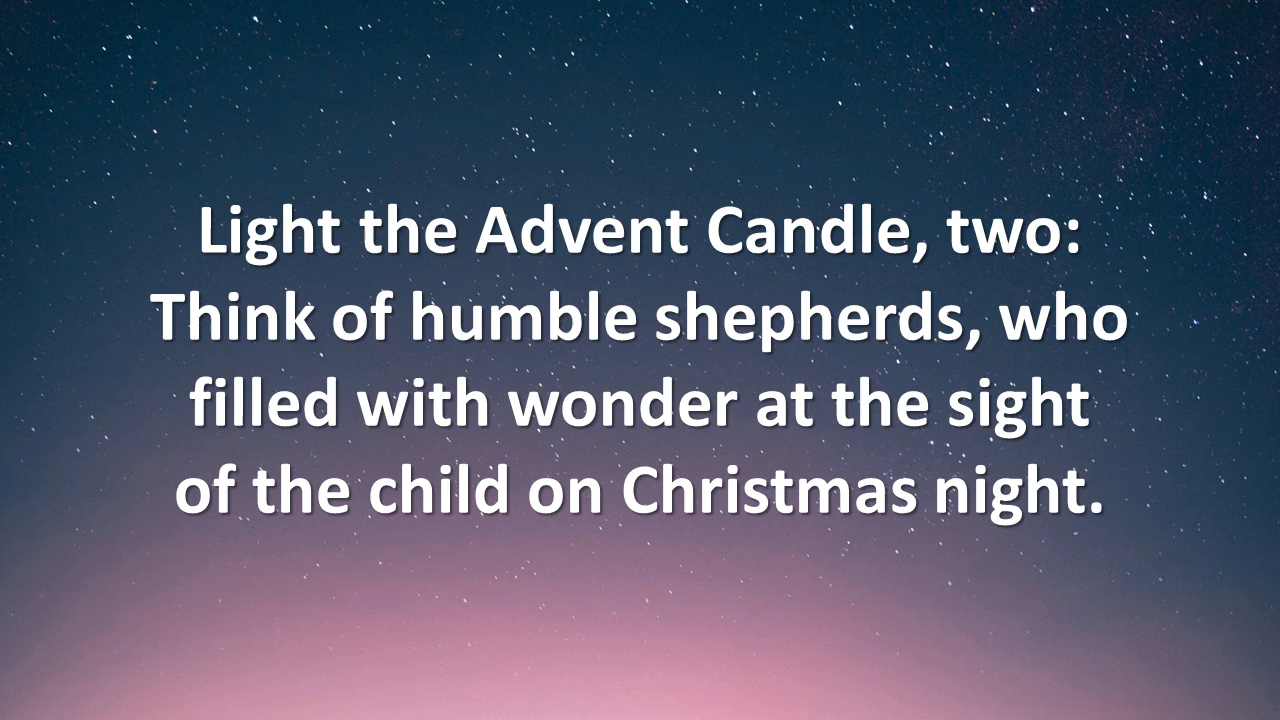 Light the Advent Candle, two:
Think of humble shepherds, who
filled with wonder at the sight
of the child on Christmas night.